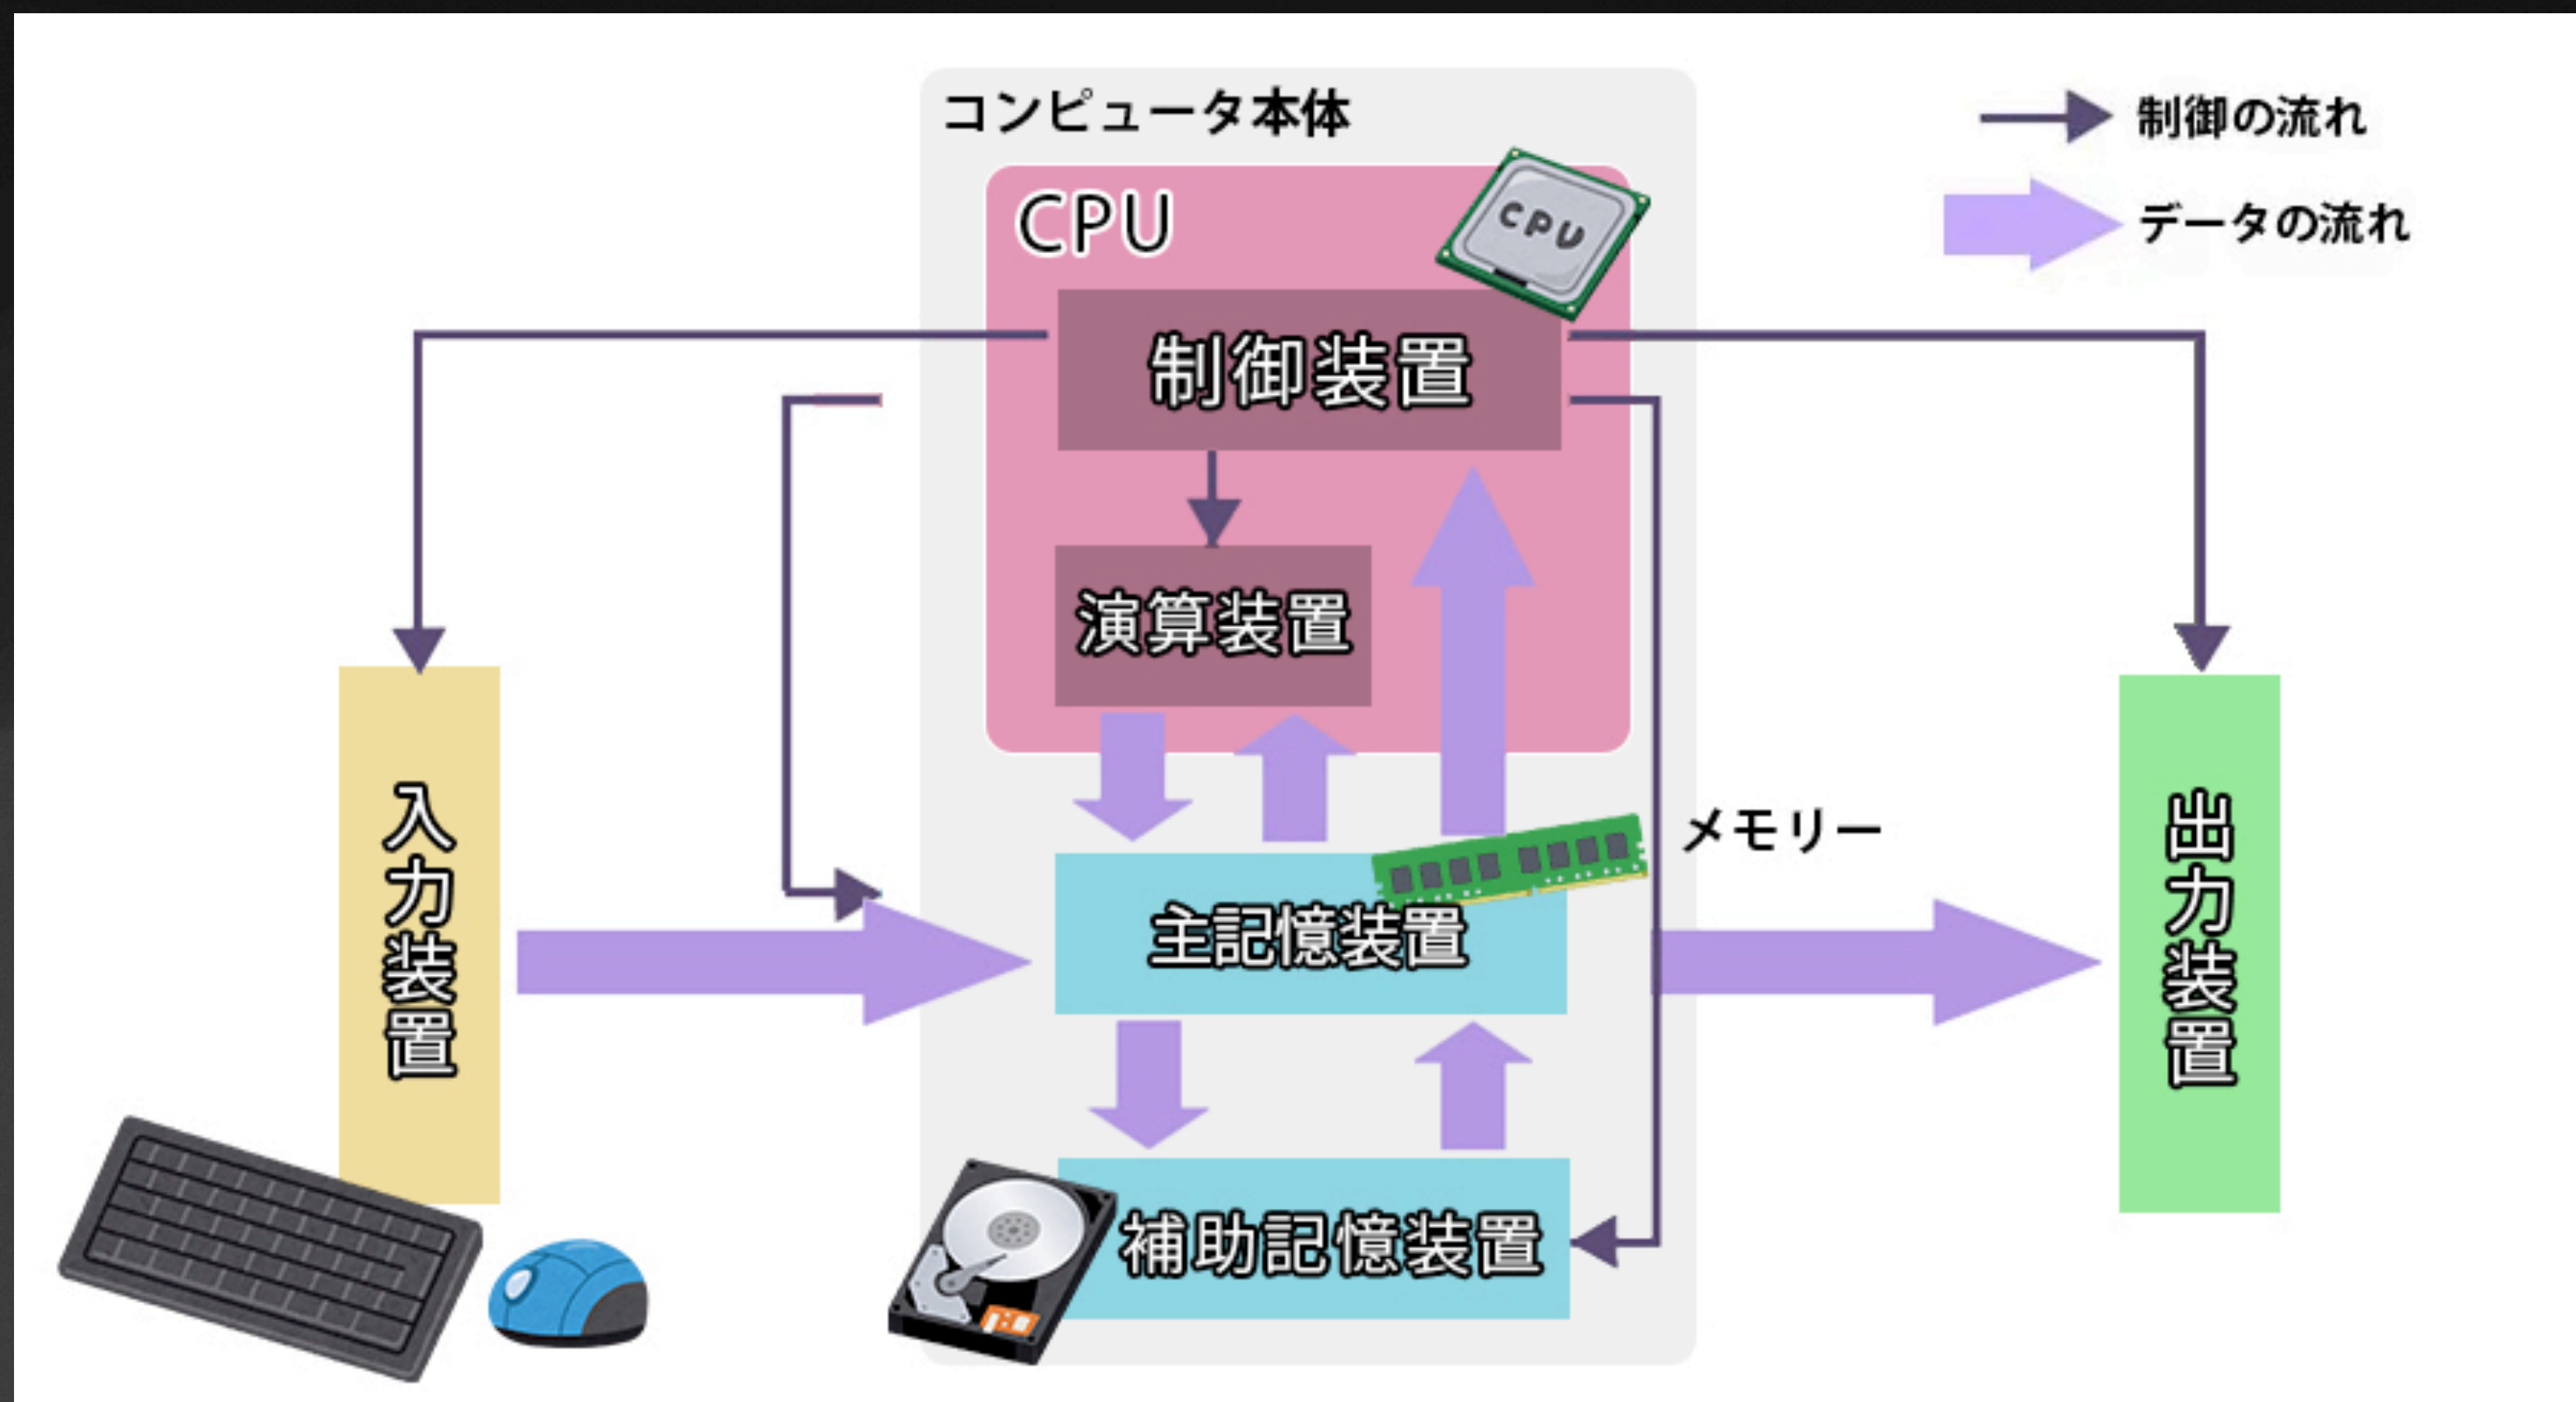 コンピュータ本体
制御の流れ
データの流れ
CPU
CPU
制御装置
演算装置
メモリー
入力装置
主記憶装置
出力装置
補助記憶装置